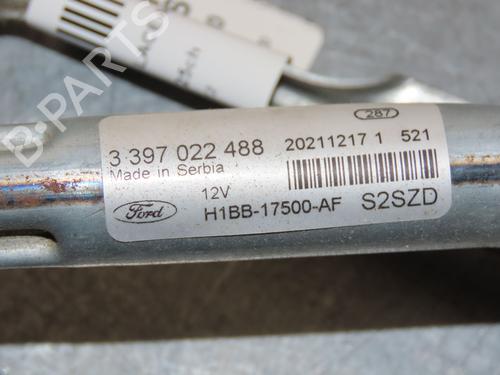 287
3 397 022 488
20211217 1 521
Made in Serbia
12V
Ford
H1BB-17500-AF
S2SZD
B-PARTS